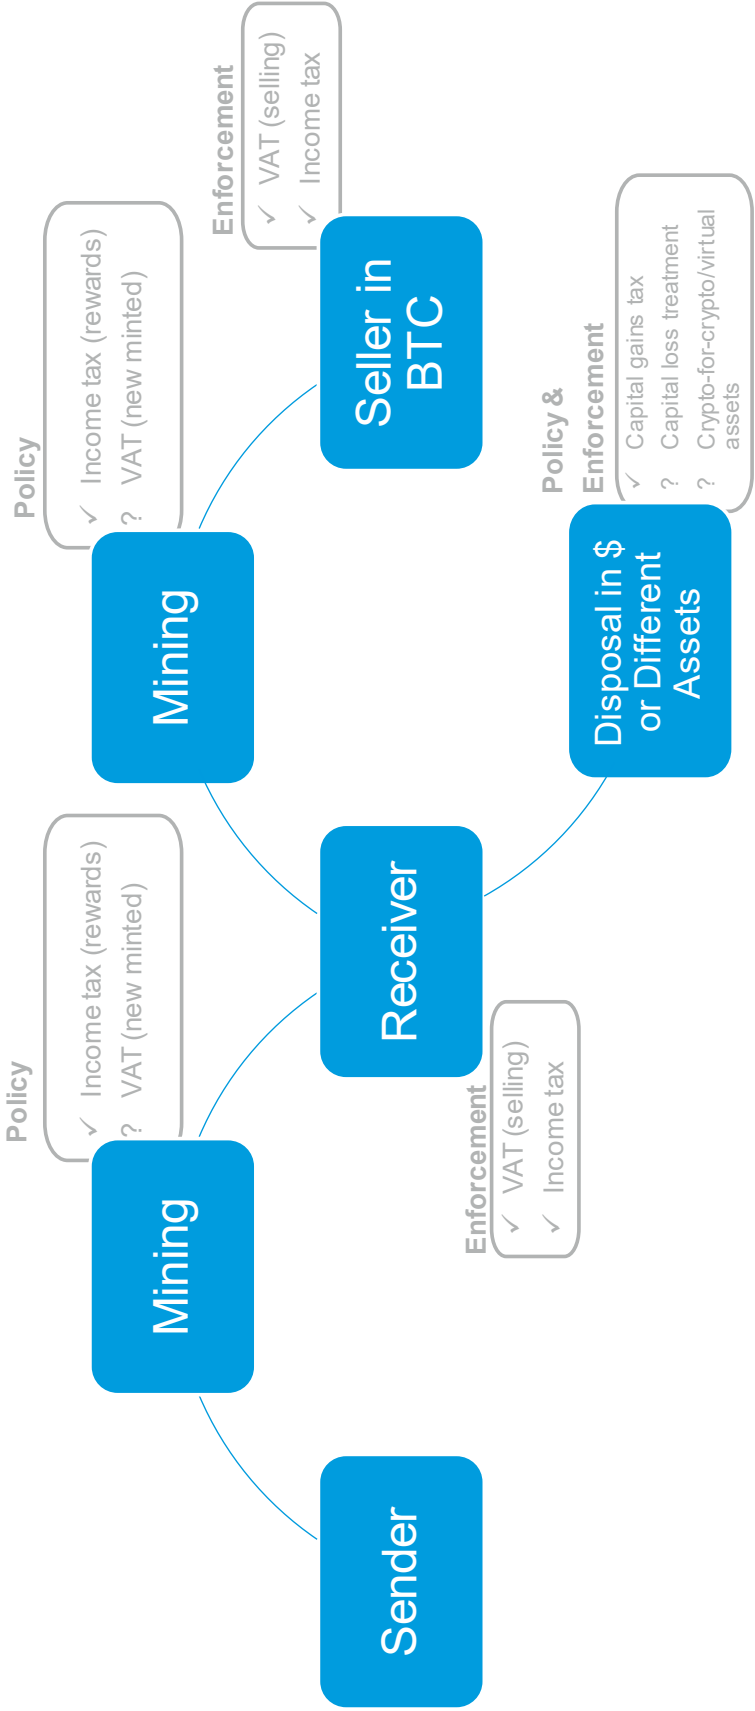 Sender
Policy
Mining
✓ Income tax (rewards)
? VAT (new minted)
Enforcement
✓ VAT (selling)
✓ Income tax
Receiver
Policy
Mining
✓ Income tax (rewards)
? VAT (new minted)
Policy &
Enforcement
Disposal in $
or Different
Assets
✓ Capital gains tax
? Capital loss treatment
? Crypto-for-crypto/virtual
assets
Enforcement
✓ VAT (selling)
✓ Income tax
Seller in
BTC